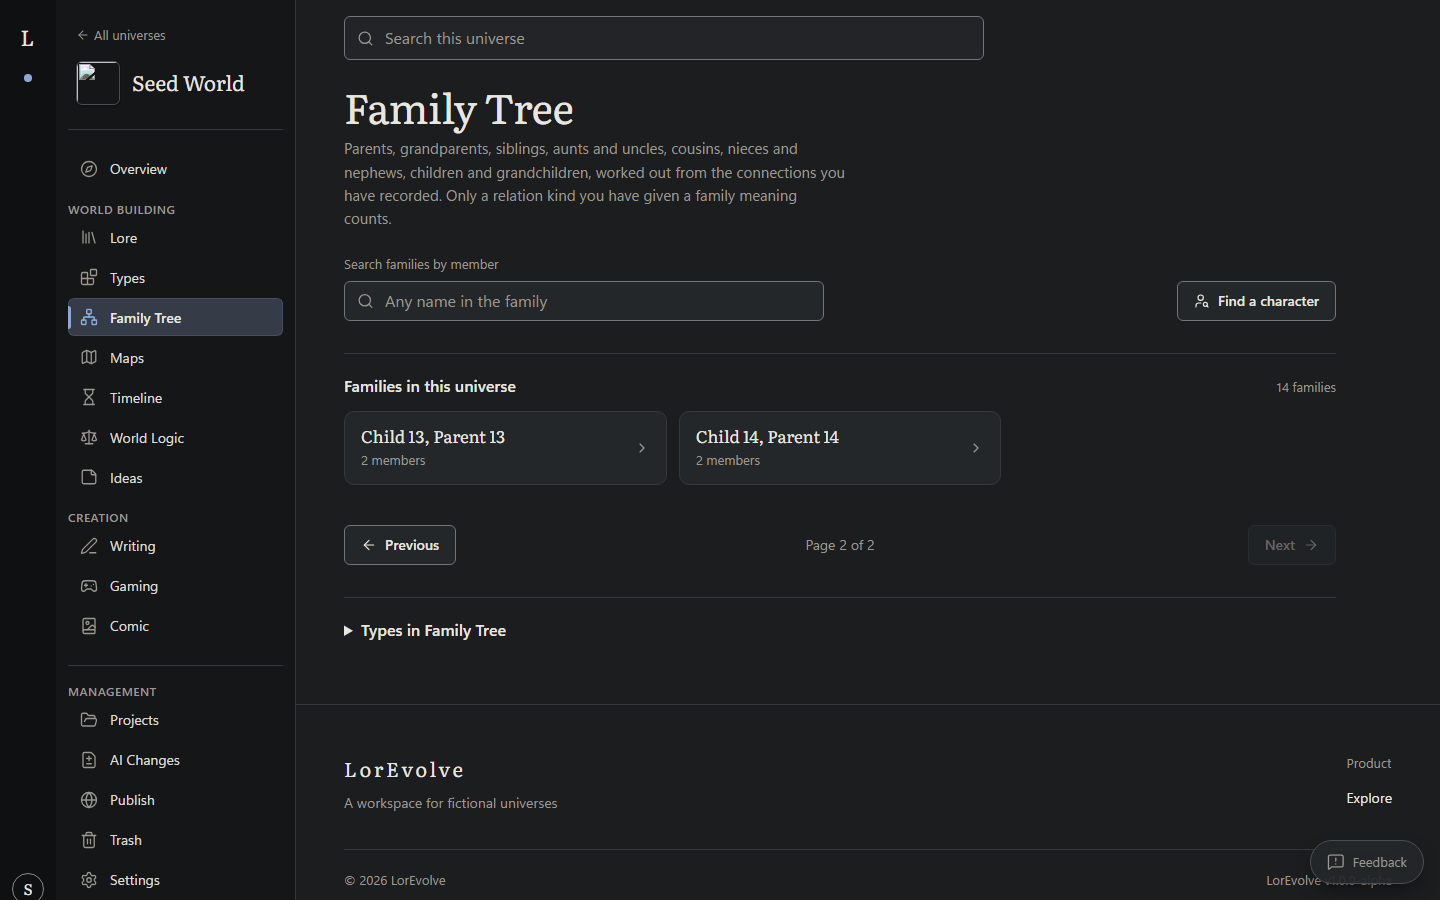 L
All universes
Seed World
Overview
WORLD BUILDING
Lore
Types
Family Tree
Maps
Timeline
World Logic
Ideas
CREATION
Writing
Gaming
Comic
MANAGEMENT
Projects
AI Changes
Publish
Trash
Settings
S
Search this universe
Family Tree
Parents, grandparents, siblings, aunts and uncles, cousins, nieces and
nephews, children and grandchildren, worked out from the connections you
have recorded. Only a relation kind you have given a family meaning
counts.
Search families by member
Any name in the family
Find a character
Families in this universe
14 families
Child 13, Parent 13
2 members
Child 14, Parent 14
2 members
Previous
Page 2 of 2
Next
Types in Family Tree
LorEvolve
A workspace for fictional universes
Product
Explore
Feedback
© 2026 LorEvolve
LorEvolve v1.0.0-alpha